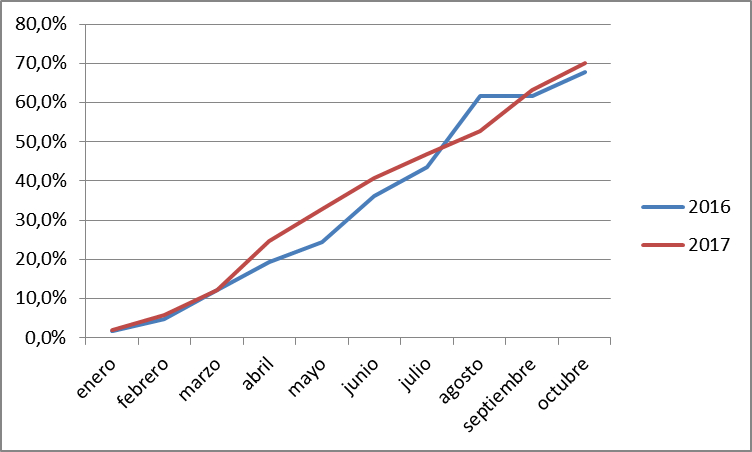 80,0%
70,0%
60,0%
50,0%
40,0%
30,0%
20,0%
10,0%
0,0%
enero
febrero
marzo
abril
mayo
junio
julio
agosto
septiembre
octubre
2016
2017